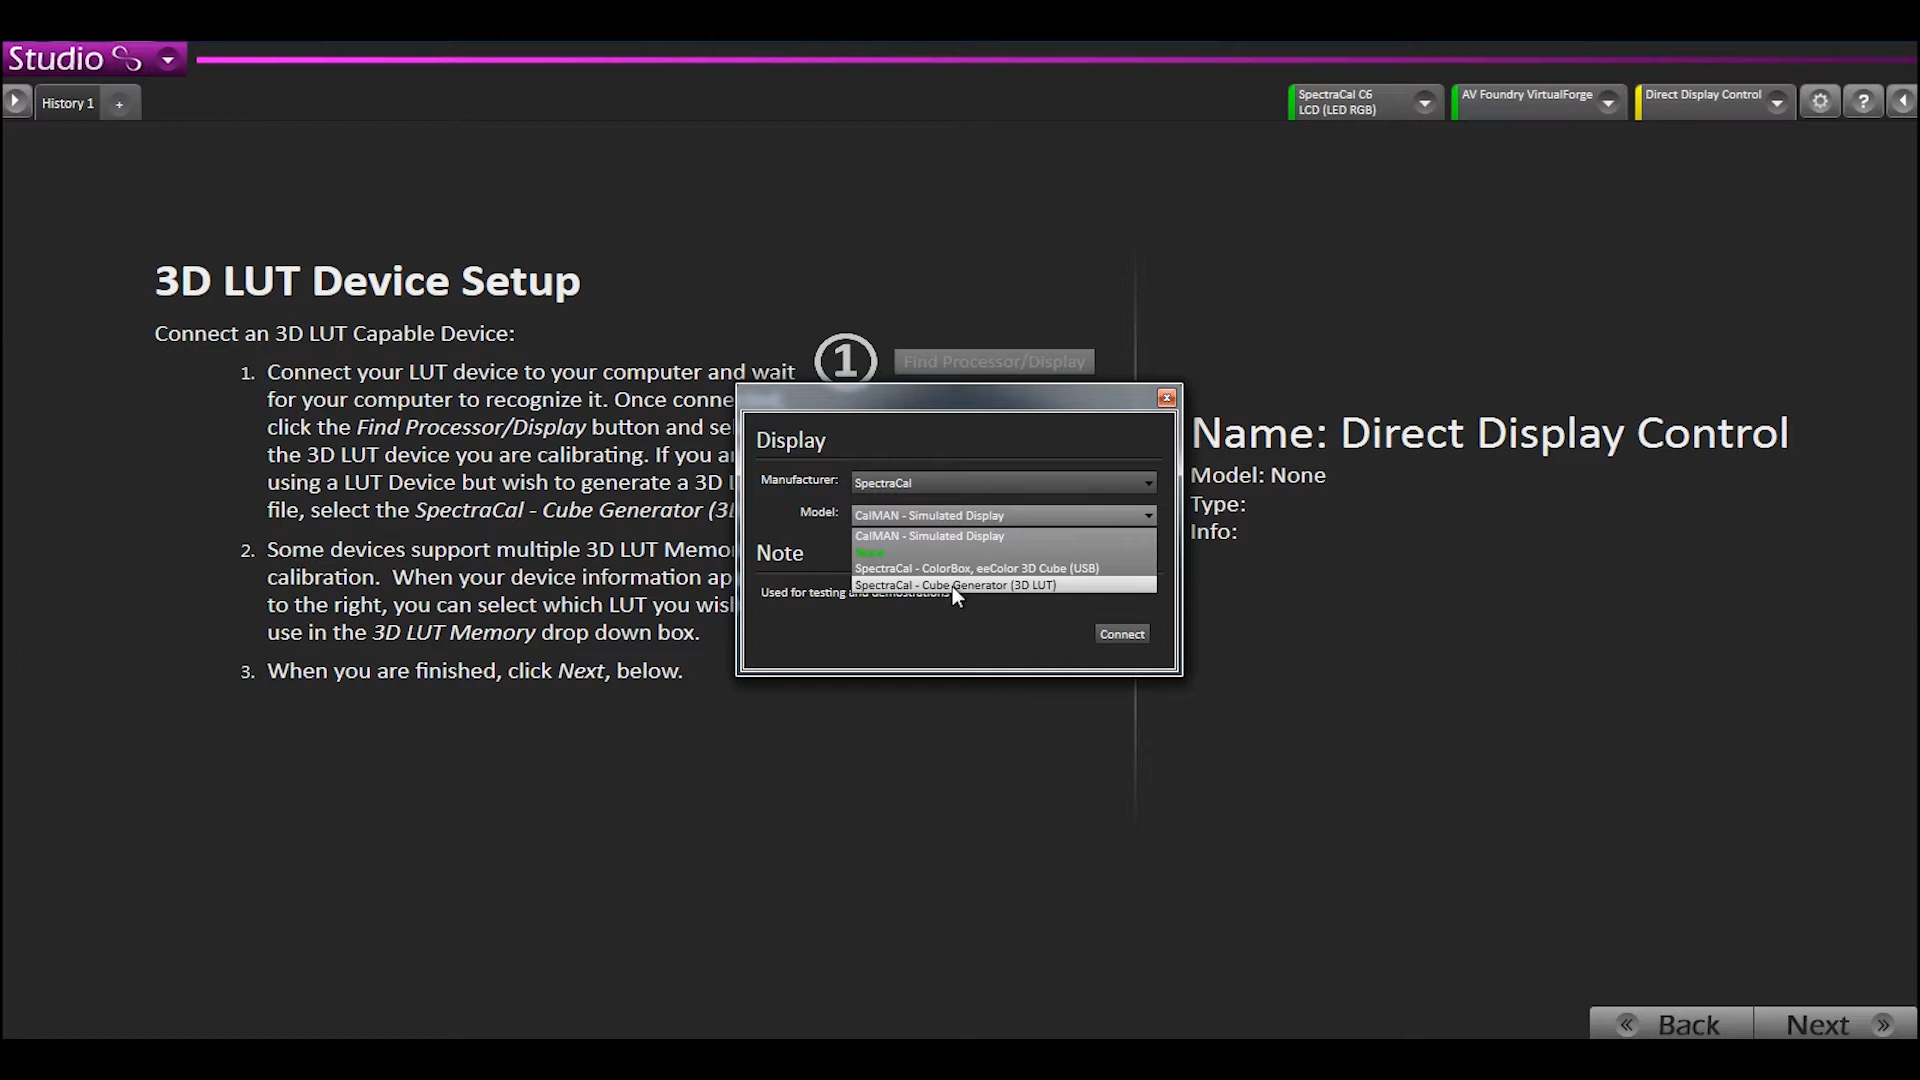 Studio
History 1
+
SpectraCal C6
LCD (LED RGB)
AV Foundry VirtualForge
Direct Display Control
?
3D LUT Device Setup
Connect an 3D LUT Capable Device:
1. Connect your LUT device to your computer and wait
for your computer to recognize it. Once conne
click the Find Processor/Display button and se
the 3D LUT device you are calibrating. If you a
using a LUT Device but wish to generate a 3D L
file, select the SpectraCal - Cube Generator (3D
2. Some devices support multiple 3D LUT Memo
calibration. When your device information ap
to the right, you can select which LUT you wis
use in the 3D LUT Memory drop down box.
3. When you are finished, click Next, below.
1
Find Processor/Display
Display
Manufacturer: SpectraCal
Model: CalMAN - Simulated Display
CalMAN - Simulated Display
None
SpectraCal - ColorBox, eeColor 3D Cube (USB)
SpectraCal - Cube Generator (3D LUT)
Note
Used for testing and demostrations
Connect
Name: Direct Display Control
Model: None
Type:
Info:
« Back
Next »